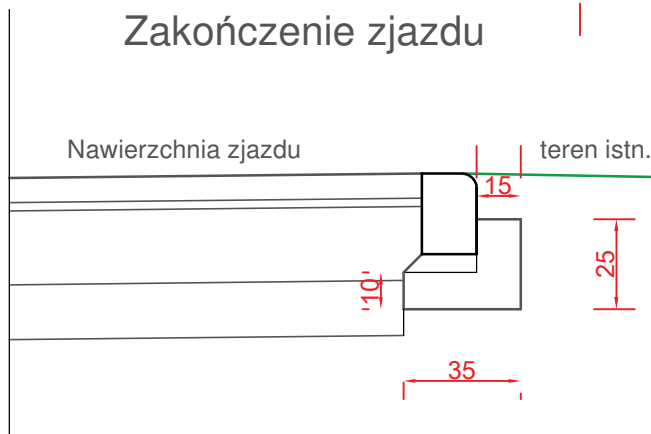 Zakończenie zjazdu
Nawierzchnia zjazdu
teren istn.
15
25
10
35